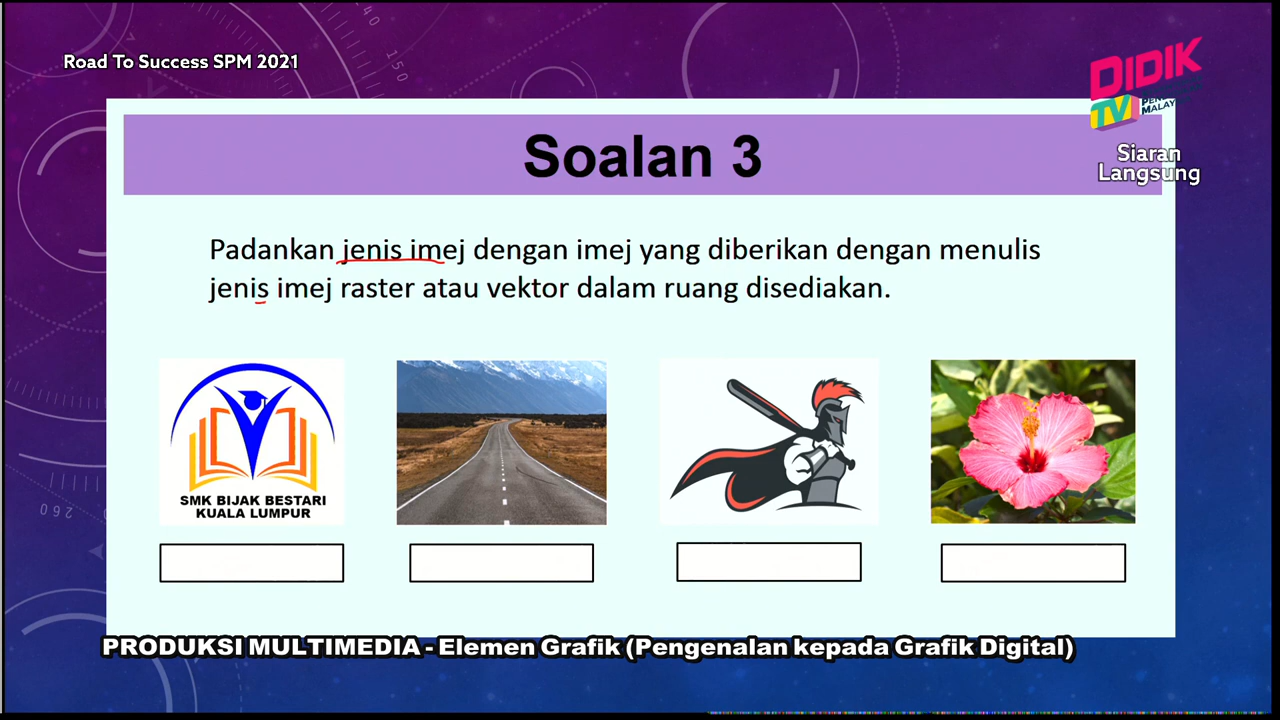 Road To Success SPM 2021
DIDIK
TV
Siaran
Langsung
Soalan 3
Padankan jenis imej dengan imej yang diberikan dengan menulis
jenis imej raster atau vektor dalam ruang disediakan.
SMK BIJAK BESTARI
KUALA LUMPUR
PRODUKSI MULTIMEDIA - Elemen Grafik (Pengenalan kepada Grafik Digital)
150
40